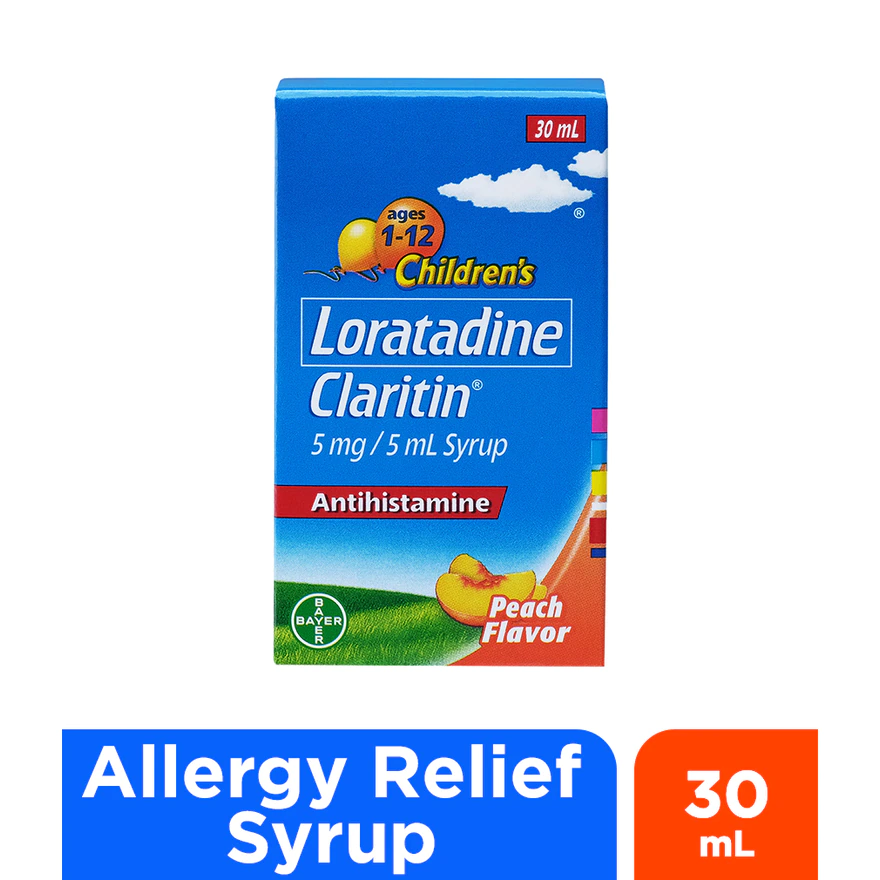 30 mL
®
ages
1-12
Children's
Loratadine
Claritin®
5 mg / 5 mL Syrup
Antihistamine
Peach
Flavor
BAYER
BAYER
Allergy Relief
Syrup
30
mL